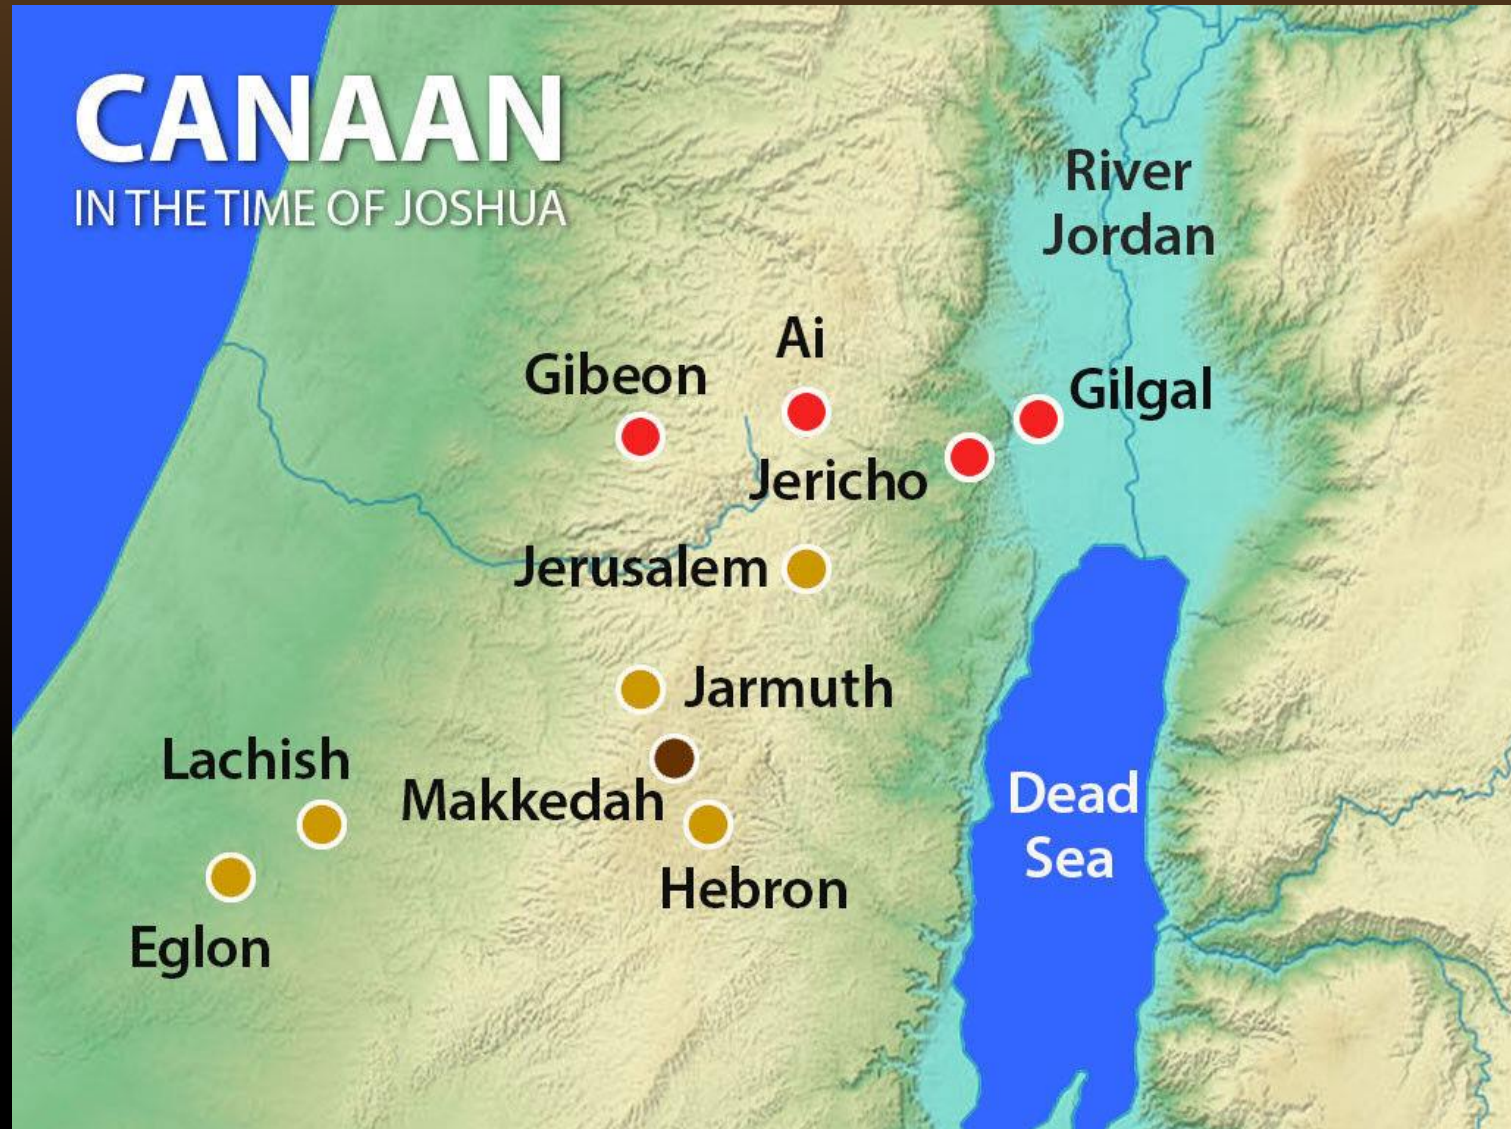 CANAAN
IN THE TIME OF JOSHUA
River
Jordan
Ai
Gibeon
Gilgal
Jericho
Jerusalem
Jarmuth
Lachish
Makkedah
Dead
Sea
Hebron
Eglon